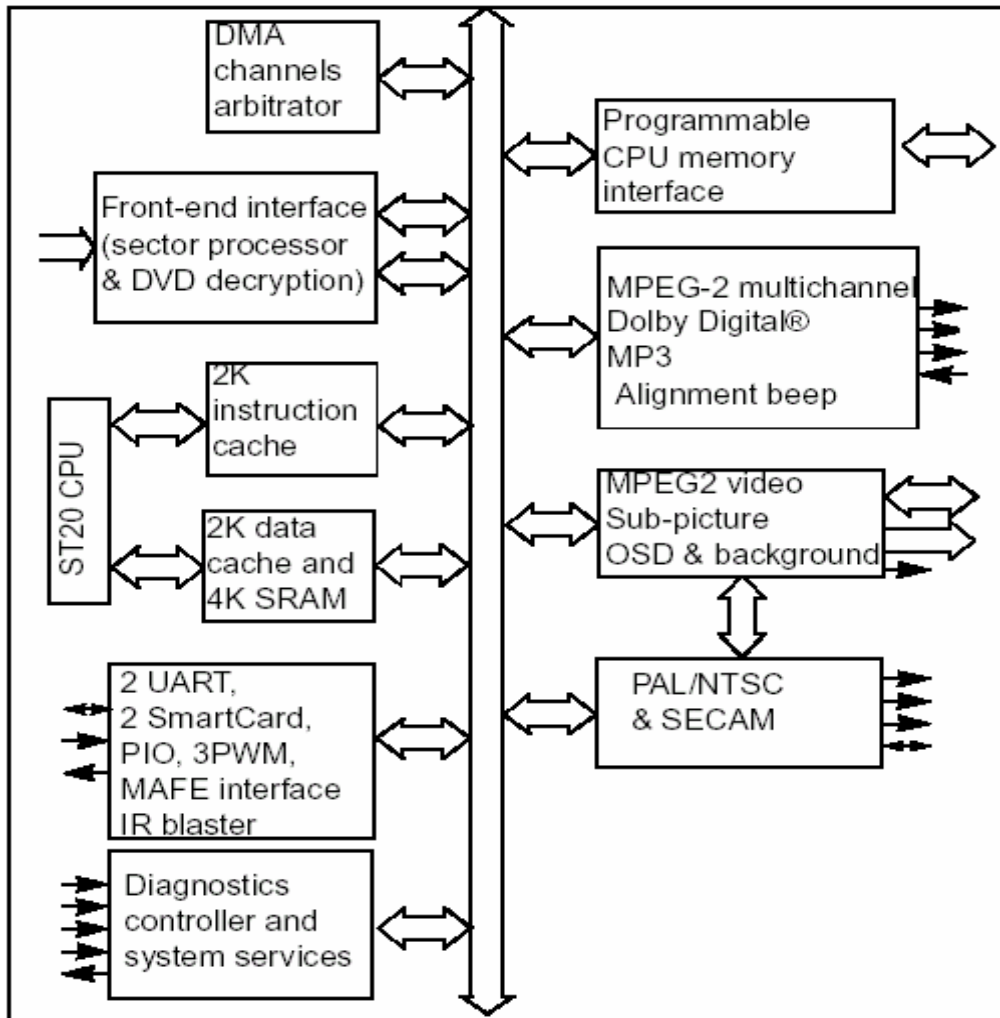 DMA
channels
arbitrator
Front-end interface
(sector processor
& DVD decryption)
2K
instruction
cache
ST20 CPU
2K data
cache and
4K SRAM
2 UART,
2 SmartCard,
PIO, 3PWM,
MAFE interface
IR blaster
Diagnostics
controller and
system services
Programmable
CPU memory
interface
MPEG-2 multichannel
Dolby Digital®
MP3
Alignment beep
MPEG2 video
Sub-picture
OSD & background
PAL/NTSC
& SECAM